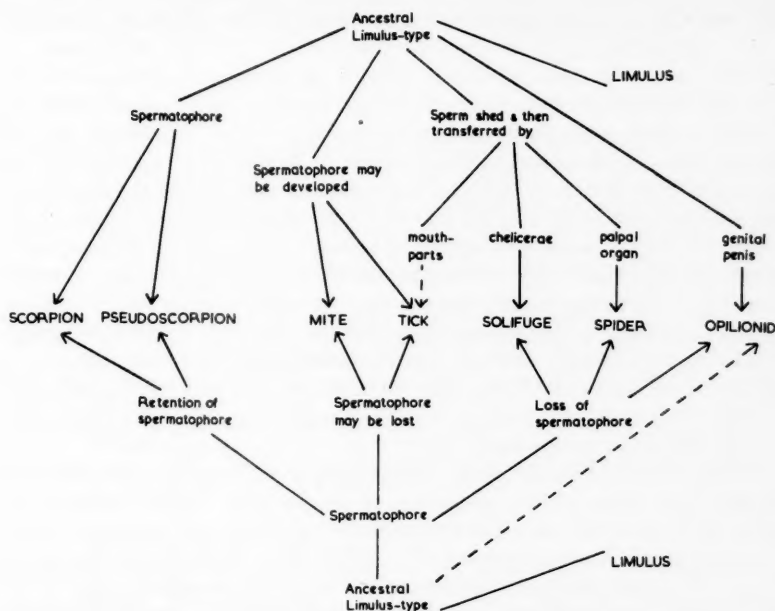 Ancestral
Limulus-type
LIMULUS
Spermatophore
Sperm shed & then
transferred by
Spermatophore may
be developed
mouth-
parts
chelicerae
palpal
organ
genital
penis
SCORPION PSEUDOSCORPION MITE TICK SOLIFUGE SPIDER OPILIONID
Retention of
spermatophore
Spermatophore
may be lost
Loss of
spermatophore
Spermatophore
LIMULUS
Ancestral
Limulus-type